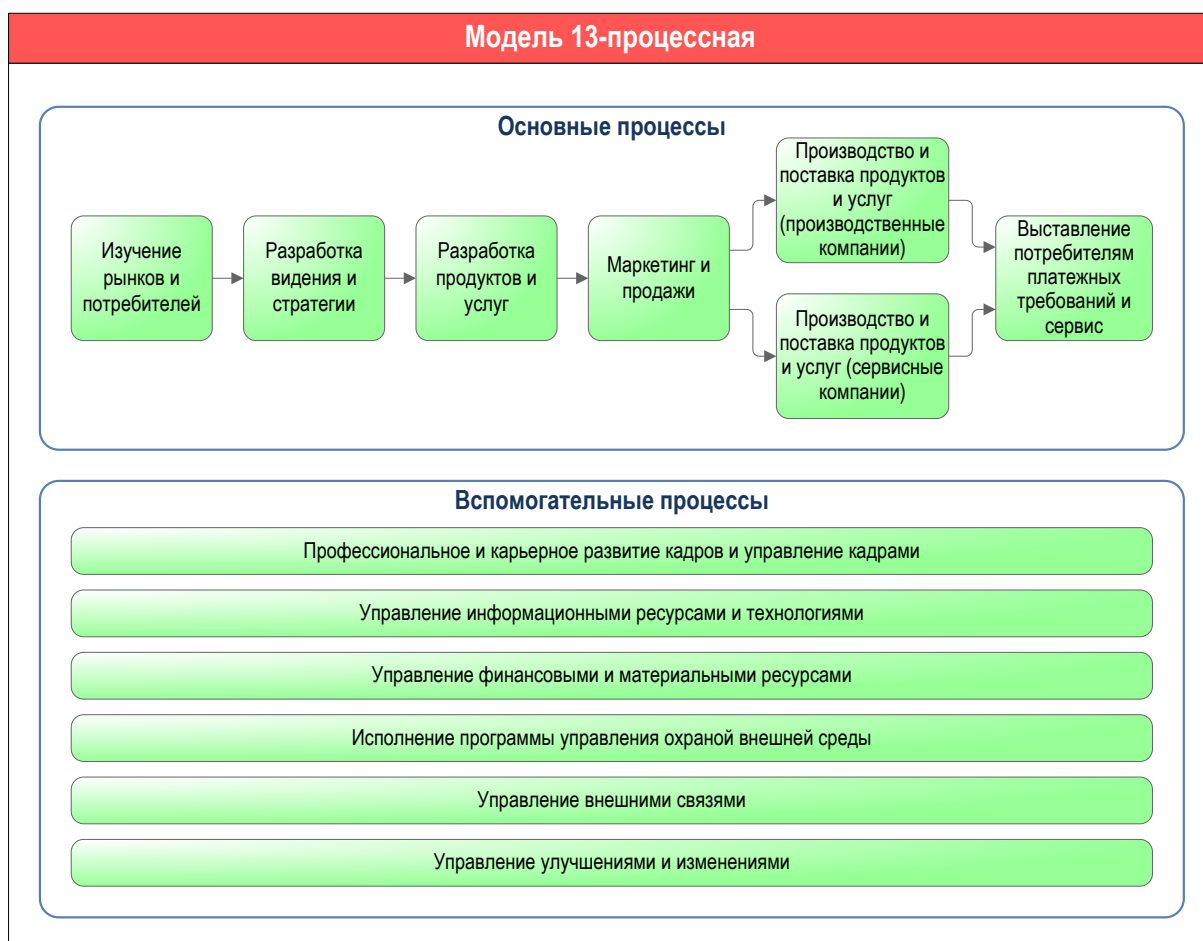 Модель 13-процессная
Основные процессы
Изучение
рынков и
потребителей
Разработка
видения и
стратегии
Разработка
продуктов и
услуг
Маркетинг и
продажи
Производство и
поставка продуктов
и услуг
(производственные
компании)
Производство и
поставка продуктов
и услуг (сервисные
компании)
Выставление
потребителям
платежных
требований и
сервис
Вспомогательные процессы
Профессиональное и карьерное развитие кадров и управление кадрами
Управление информационными ресурсами и технологиями
Управление финансовыми и материальными ресурсами
Исполнение программы управления охраной внешней среды
Управление внешними связями
Управление улучшениями и изменениями